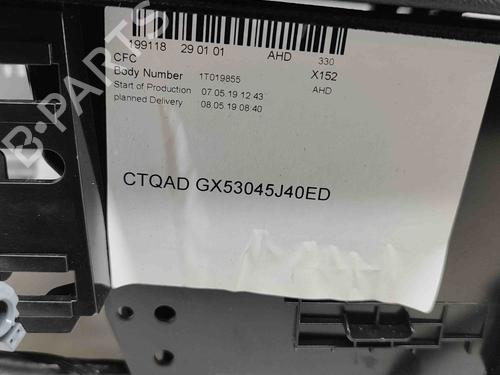 199118 29 01 01 AHD 330
CFC X152
Body Number 1T019855 AHD
Start of Production 07.05.19 12:43
planned Delivery 08.05.19 08:40
CTQAD GX53045J40ED
B-PARTS